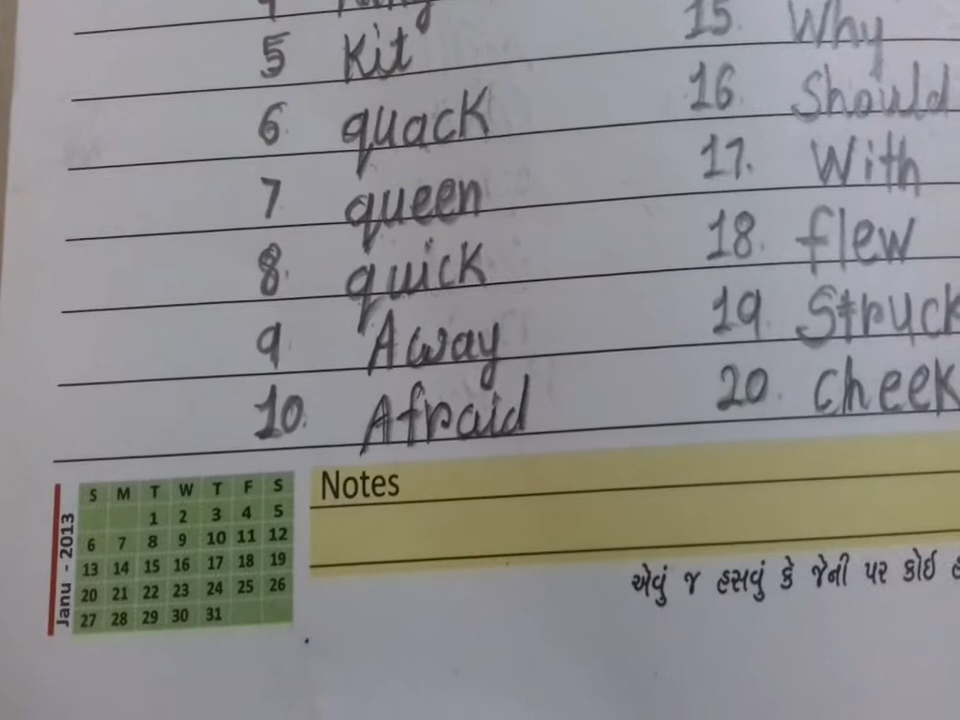 15. Why
5 Kit
16. Should
6. quack
17. With
7 queen
18. flew
8. quick
19. Struck
9. Away
20. cheek
10. Afraid
Notes
Janu - 2013
S M T W T F S
1 2 3 4 5
6 7 8 9 10 11 12
13 14 15 16 17 18 19
20 21 22 23 24 25 26
27 28 29 30 31
એવું જ હસવું કે જેની પર કોઈ